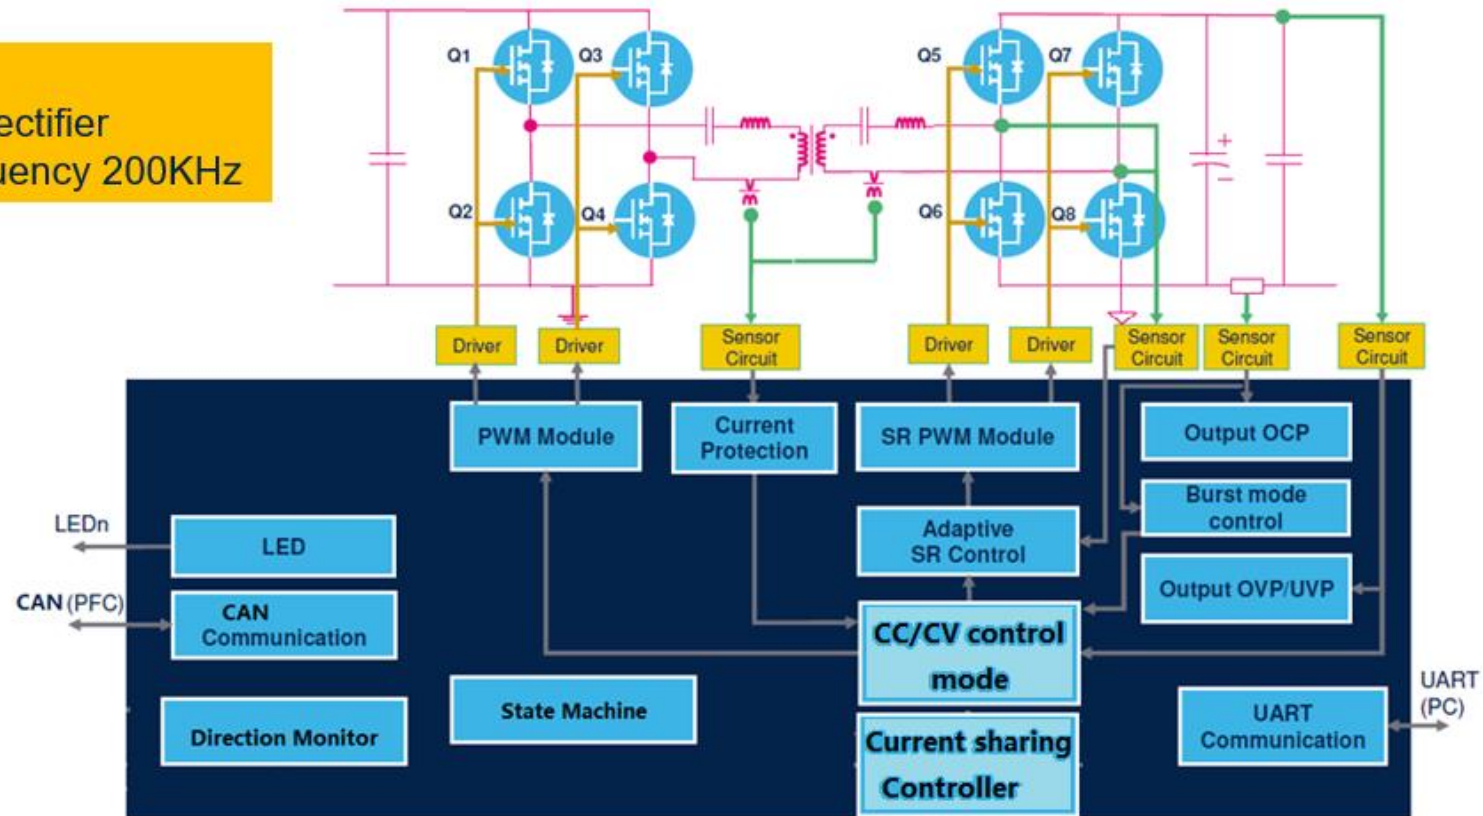 ectifier
uency 200KHz
Q1
Q3
Q5
Q7
+
−
Q2
Q4
Q6
Q8
Driver
Driver
Sensor
Circuit
Driver
Driver
Sensor
Circuit
Sensor
Circuit
Sensor
Circuit
PWM Module
Current
Protection
SR PWM Module
Output OCP
Burst mode
control
LEDn
LED
Adaptive
SR Control
Output OVP/UVP
CAN (PFC)
CAN
Communication
CC/CV control
mode
State Machine
Direction Monitor
Current sharing
Controller
UART
Communication
UART
(PC)